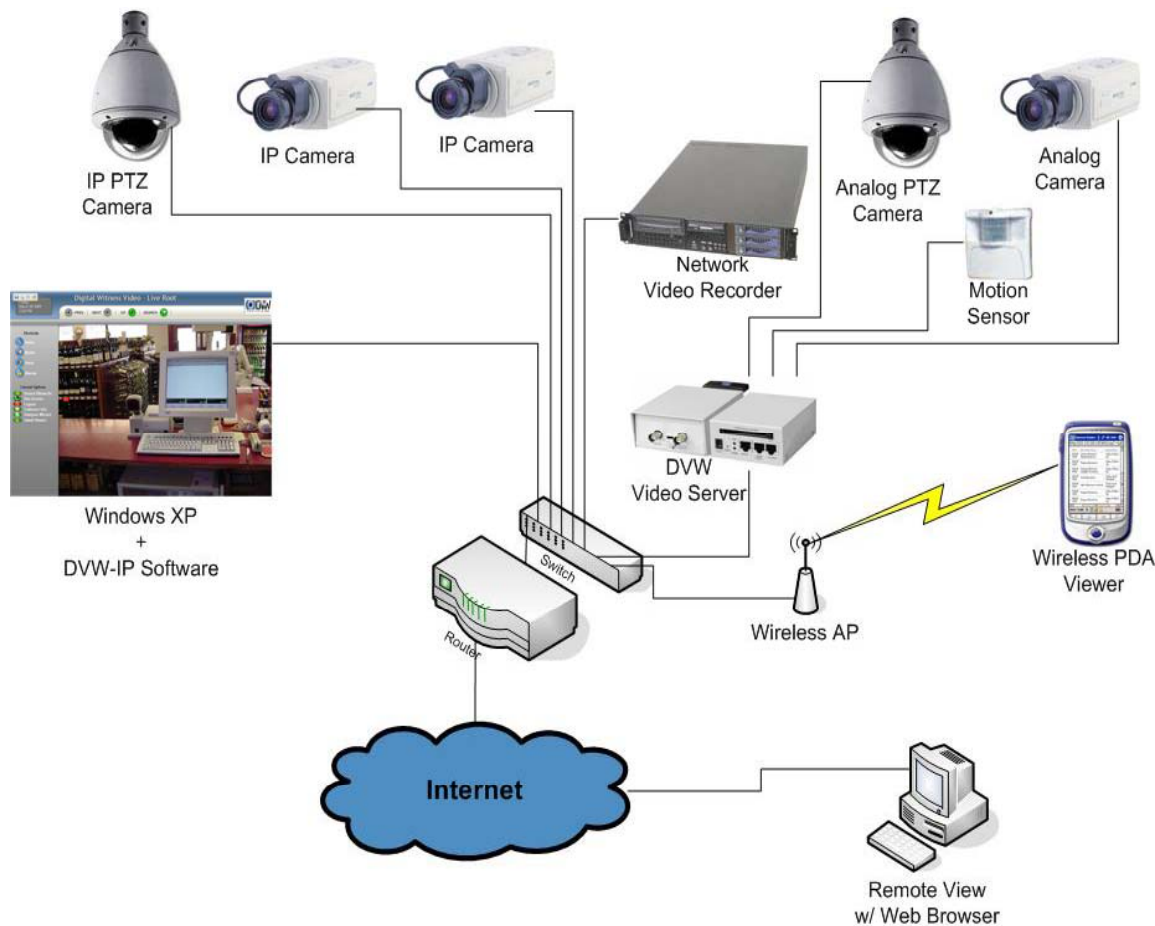 IP PTZ
Camera
IP Camera
IP Camera
Network
Video Recorder
Analog PTZ
Camera
Analog
Camera
Motion
Sensor
Digital Witness Video - Live Root
Windows XP
+
DVW-IP Software
DVW
Video Server
Switch
Router
Wireless AP
Wireless PDA
Viewer
Internet
Remote View
w/ Web Browser